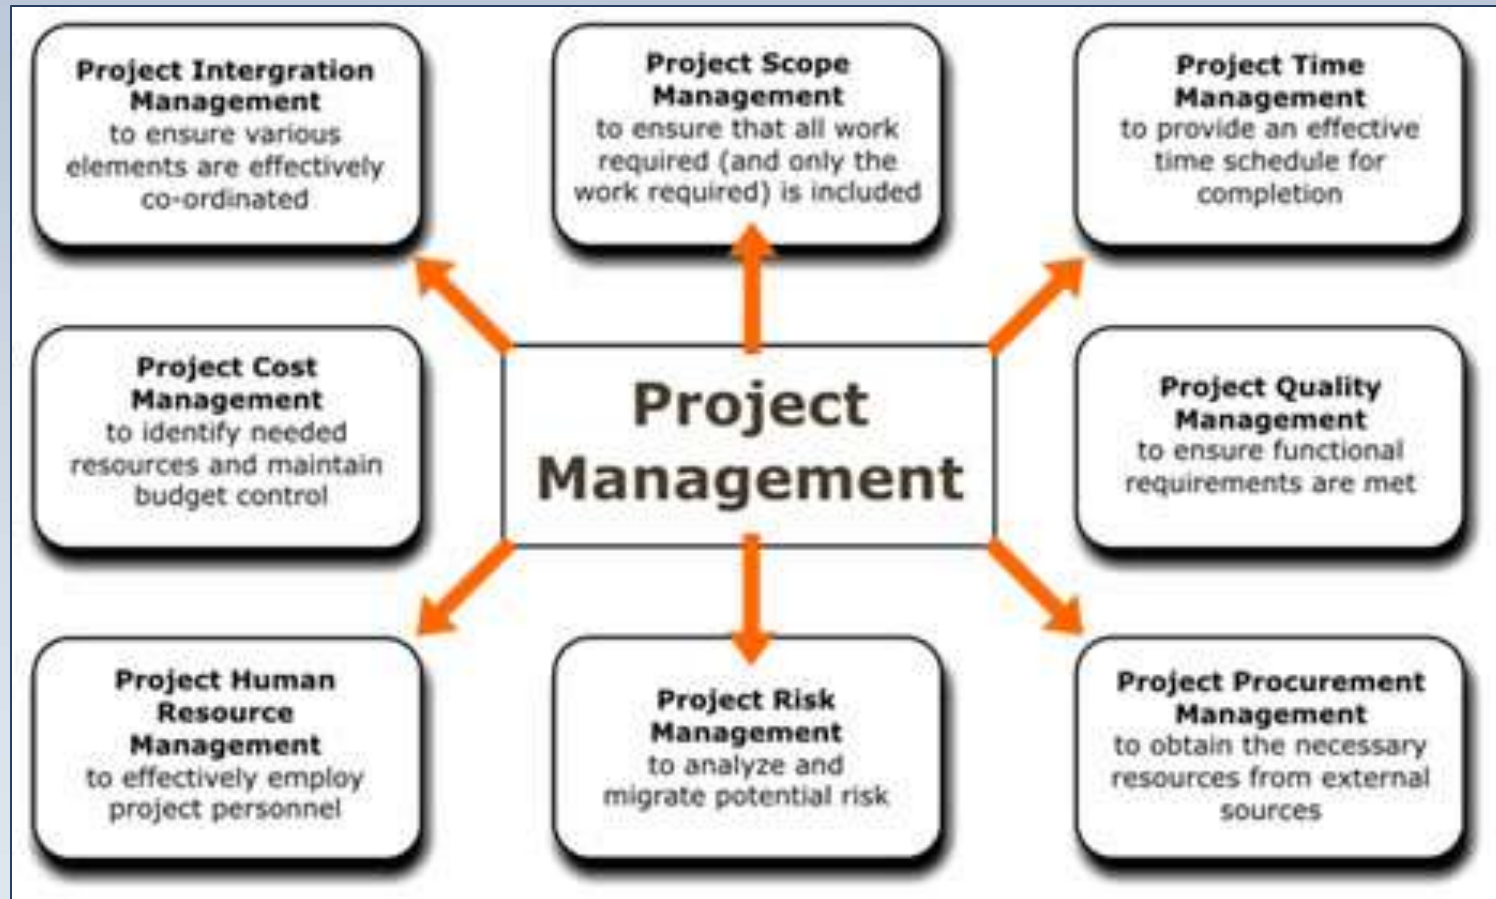 Project Intergration
Management
to ensure various
elements are effectively
co-ordinated
Project Scope
Management
to ensure that all work
required (and only the
work required) is included
Project Time
Management
to provide an effective
time schedule for
completion
Project Cost
Management
to identify needed
resources and maintain
budget control
Project
Management
Project Quality
Management
to ensure functional
requirements are met
Project Human
Resource
Management
to effectively employ
project personnel
Project Risk
Management
to analyze and
migrate potential risk
Project Procurement
Management
to obtain the necessary
resources from external
sources